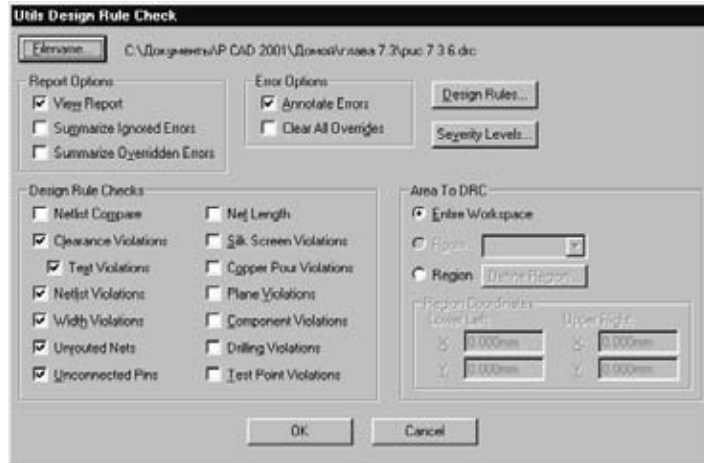 Utils Design Rule Check
Filename... C:\Документы\P CAD 2001\Домой\глава 7.3\рис 7 3 6.drc
Report Options
View Report
Summarize Ignored Errors
Summarize Overridden Errors
Error Options
Annotate Errors
Clear All Overrides
Design Rules...
Severity Levels...
Design Rule Checks
Netlist Compare
Clearance Violations
Text Violations
Netlist Violations
Width Violations
Unrouted Nets
Unconnected Pins
Net Length
Silk Screen Violations
Copper Pour Violations
Plane Violations
Component Violations
Drilling Violations
Test Point Violations
Area To DRC
Entire Workspace
Region Define Region...
Region Coordinates
Lower Left: Upper Right:
X: 0.000mm X: 0.000mm
Y: 0.000mm Y: 0.000mm
OK Cancel